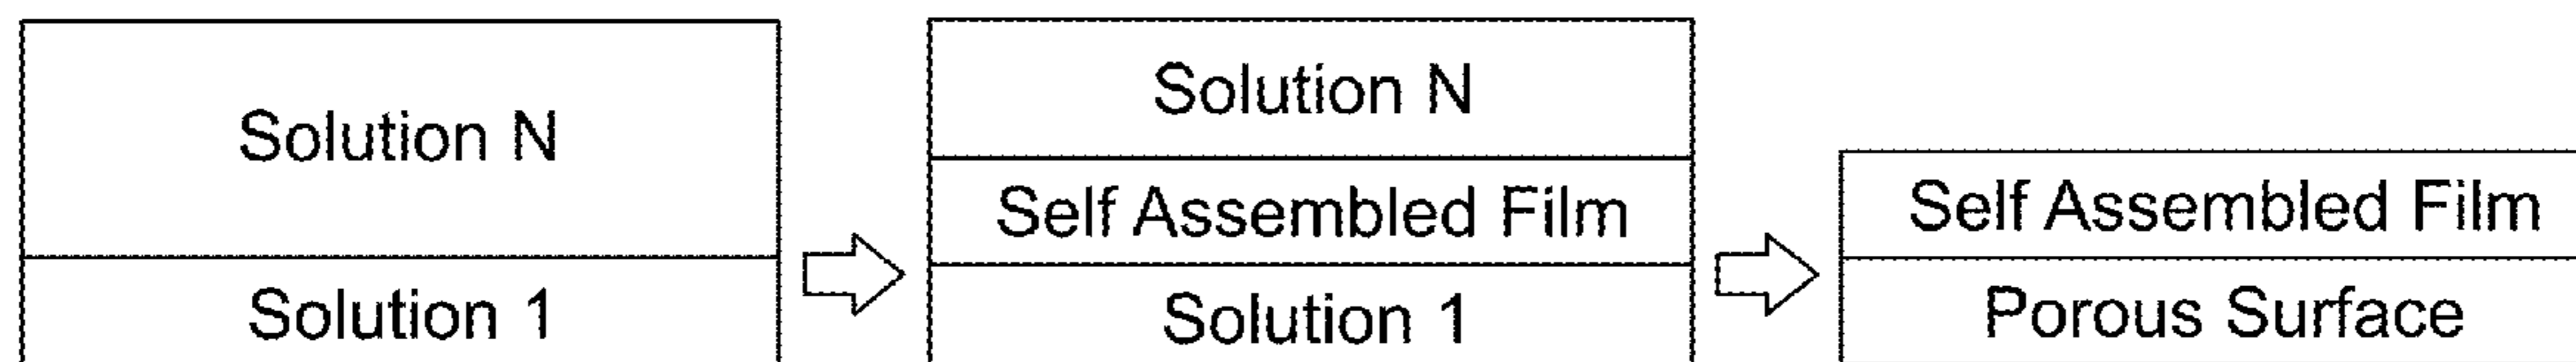 Solution N
Solution 1
Solution N
Self Assembled Film
Solution 1
Self Assembled Film
Porous Surface